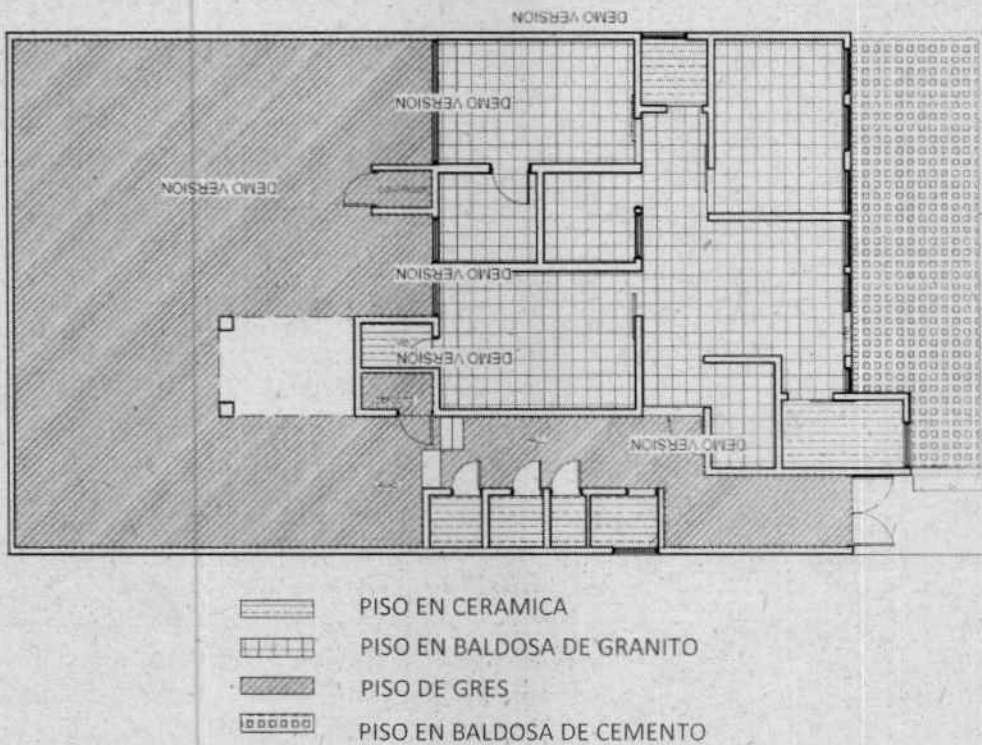 DEMO VERSION
DEMO VERSION
DEMO VERSION
DEMO VERSION
DEMO VERSION
DEMO VERSION
PISO EN CERAMICA
PISO EN BALDOSA DE GRANITO
PISO DE GRES
PISO EN BALDOSA DE CEMENTO